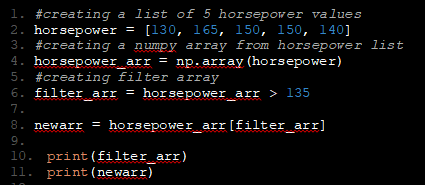 1. #creating a list of 5 horsepower values
2. horsepower = [130, 165, 150, 150, 140]
3. #creating a numpy array from horsepower list
4. horsepower_arr = np.array(horsepower)
5. #creating filter array
6. filter_arr = horsepower_arr > 135
7.
8. newarr = horsepower_arr[filter_arr]
9.
10. print(filter_arr)
11. print(newarr)